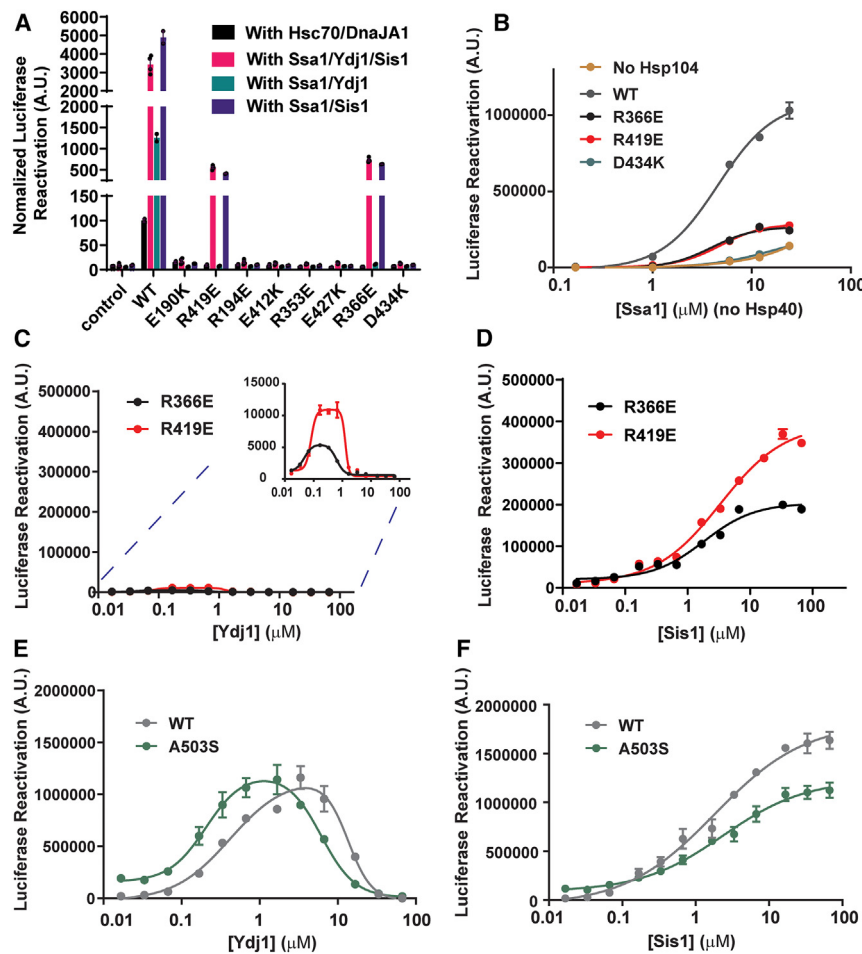 A
Nomalized Luciferase
Reactivation (A.U.)
6000
5000
4000
3000
2000
1500
1000
500
150
100
50
0
With Hsc70/DnaJA1
With Ssa1/Ydj1/Sis1
With Ssa1/Ydj1
With Ssa1/Sis1
control
WT
E190K
R419E
R194E
E412K
R353E
E427K
R366E
D434K
B
Luciferase Reactivartion (A.U.)
1000000
500000
0
No Hsp104
WT
R366E
R419E
D434K
0.1 1 10 100
[Ssa1] (μM) (no Hsp40)
C
Luciferase Reactivation (A.U.)
500000
400000
300000
200000
100000
0
R366E
R419E
15000
10000
5000
0
0.01 0.1 1 10 100
0.01 0.1 1 10 100
[Ydj1] (μM)
D
Luciferase Reactivation (A.U.)
500000
400000
300000
200000
100000
0
R366E
R419E
0.01 0.1 1 10 100
[Sis1] (μM)
E
Luciferase Reactivation (A.U.)
2000000
1500000
1000000
500000
0
WT
A503S
0.01 0.1 1 10 100
[Ydj1] (μM)
F
Luciferase Reactivation (A.U.)
2000000
1500000
1000000
500000
0
WT
A503S
0.01 0.1 1 10 100
[Sis1] (μM)